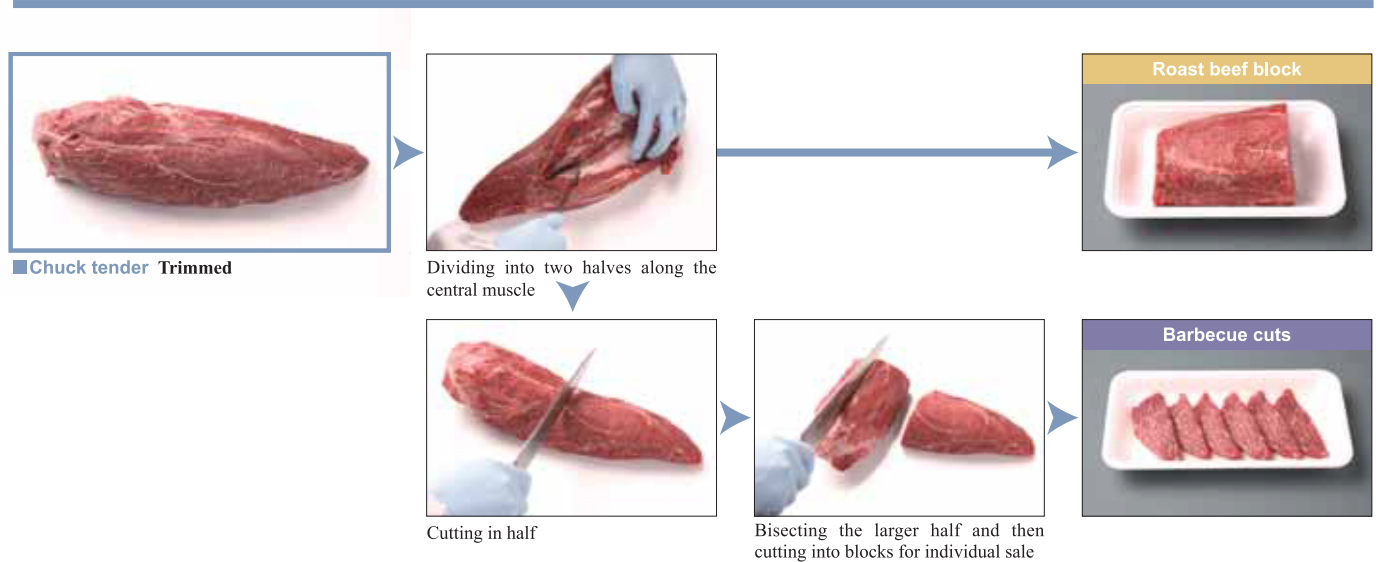 Roast beef block
Chuck tender Trimmed
Dividing into two halves along the
central muscle
Barbecue cuts
Cutting in half
Bisecting the larger half and then
cutting into blocks for individual sale